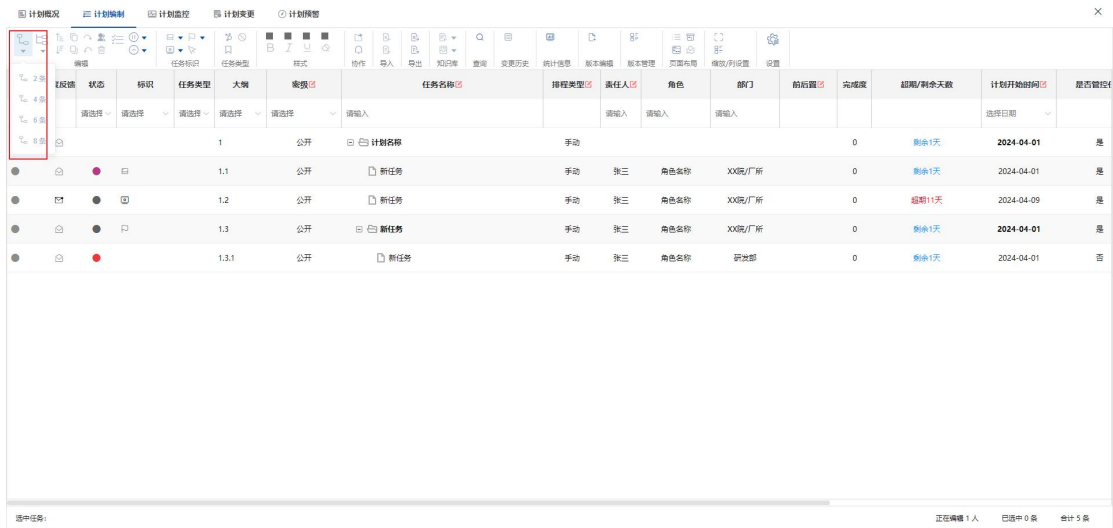 计划概况 计划编制 计划监控 计划变更 计划预警
编辑 任务标识 任务类型 样式 协作 导入 导出 知识库 查询 变更历史 统计信息 版本编辑 版本管理 页面布局 缩放/列设置 设置
B I U
2条
4条
6条
8条
度反馈 状态 标识 任务类型 大纲 密级 任务名称 排程类型 责任人 角色 部门 前后置 完成度 超期/剩余天数 计划开始时间 是否管控任
请选择 请选择 请选择 请选择 请选择 请输入 请输入 请输入 请输入 选择日期
1 公开 计划名称 手动 0 剩余1天 2024-04-01 是
1.1 公开 新任务 手动 张三 角色名称 XX院/厂所 0 剩余1天 2024-04-01 是
1.2 公开 新任务 手动 张三 角色名称 XX院/厂所 0 超期11天 2024-04-09 是
1.3 公开 新任务 手动 张三 角色名称 XX院/厂所 0 剩余1天 2024-04-01 是
1.3.1 公开 新任务 手动 张三 角色名称 研发部 0 剩余1天 2024-04-01 否
选中任务: 正在编辑 1 人 已选中 0 条 合计 5 条